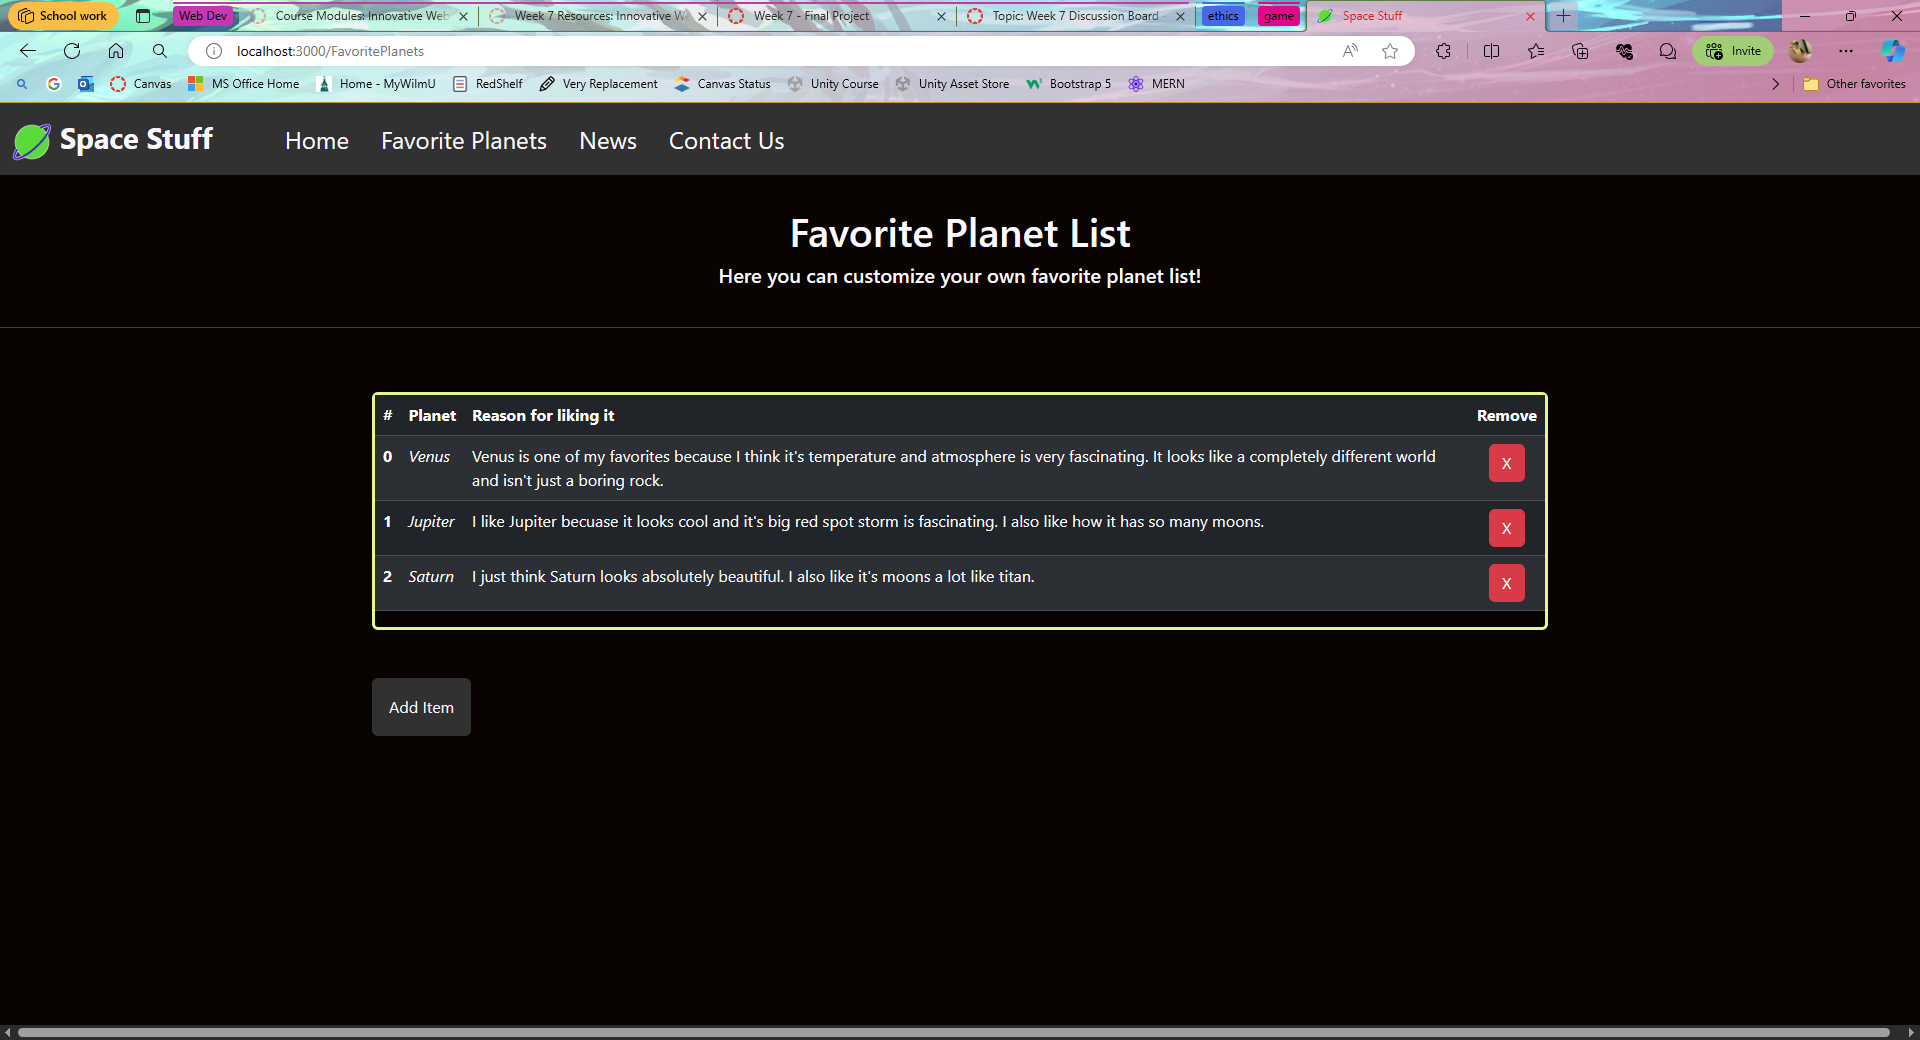 School work
Web Dev
Course Modules: Innovative Web
Week 7 Resources: Innovative W
Week 7 - Final Project
Topic: Week 7 Discussion Board -
ethics
game
Space Stuff
localhost:3000/FavoritePlanets
Invite
Canvas
MS Office Home
Home - MyWilmU
RedShelf
Very Replacement
Canvas Status
Unity Course
Unity Asset Store
Bootstrap 5
MERN
Other favorites
Space Stuff
Home
Favorite Planets
News
Contact Us
Favorite Planet List
Here you can customize your own favorite planet list!
# Planet Reason for liking it Remove
0 Venus Venus is one of my favorites because I think it's temperature and atmosphere is very fascinating. It looks like a completely different world
and isn't just a boring rock.
X
1 Jupiter I like Jupiter becuase it looks cool and it's big red spot storm is fascinating. I also like how it has so many moons.
X
2 Saturn I just think Saturn looks absolutely beautiful. I also like it's moons a lot like titan.
X
Add Item